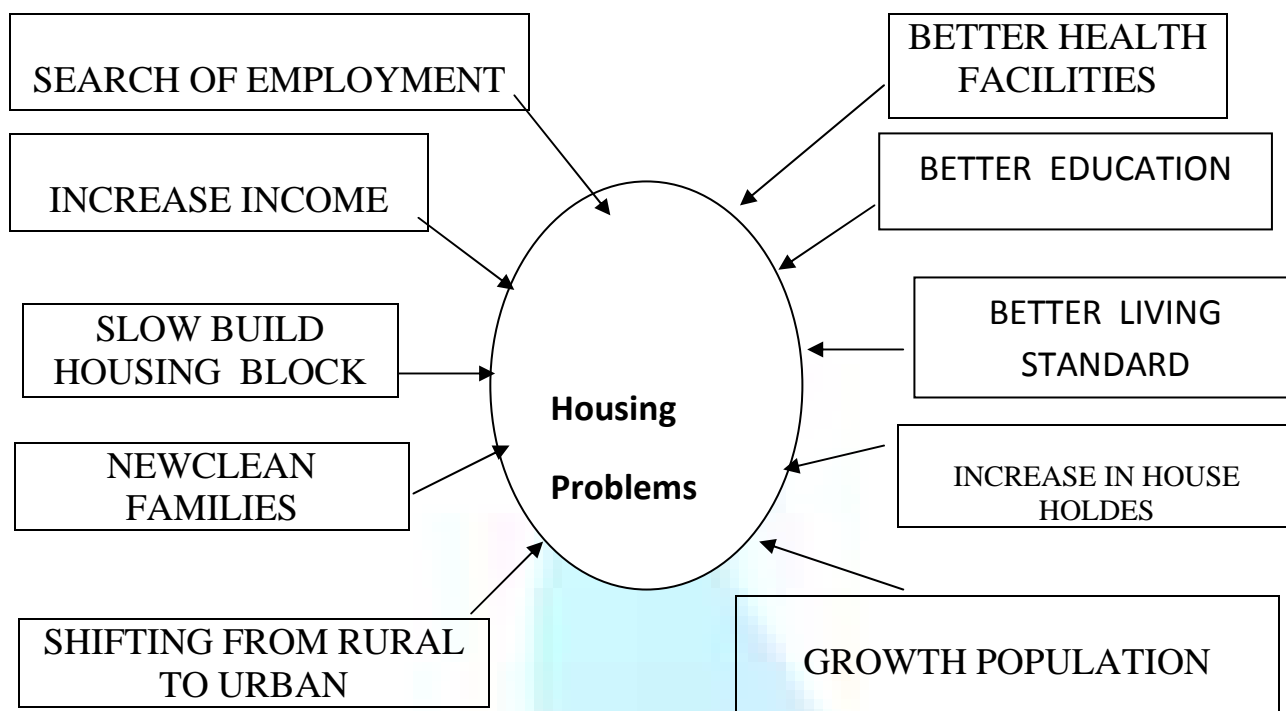 SEARCH OF EMPLOYMENT
INCREASE INCOME
SLOW BUILD
HOUSING BLOCK
NEWCLEAN
FAMILIES
SHIFTING FROM RURAL
TO URBAN
Housing
Problems
BETTER HEALTH
FACILITIES
BETTER EDUCATION
BETTER LIVING
STANDARD
INCREASE IN HOUSE
HOLDES
GROWTH POPULATION